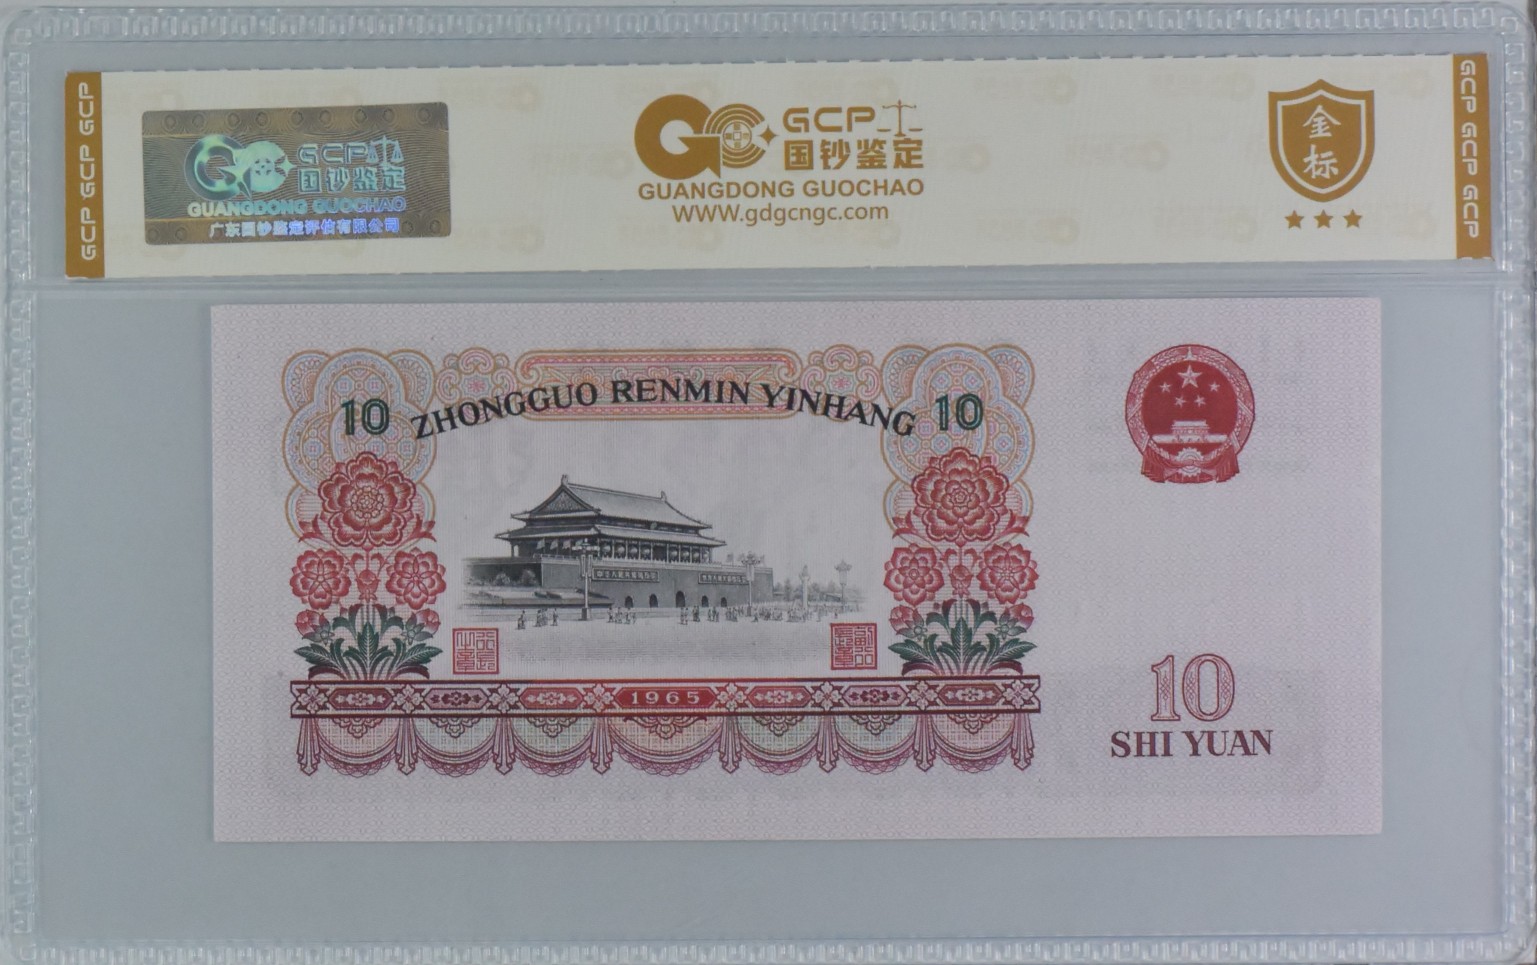 GCP GCP GCP
GCP
国钞鉴定
GUANGDONG GUOCHAO
广东国钞鉴定评估有限公司
GCP
国钞鉴定
GUANGDONG GUOCHAO
WWW.gdgcngc.com
金
标
GCP GCP GCP
10 ZHONGGUO RENMIN YINHANG 10
1965
10
SHI YUAN